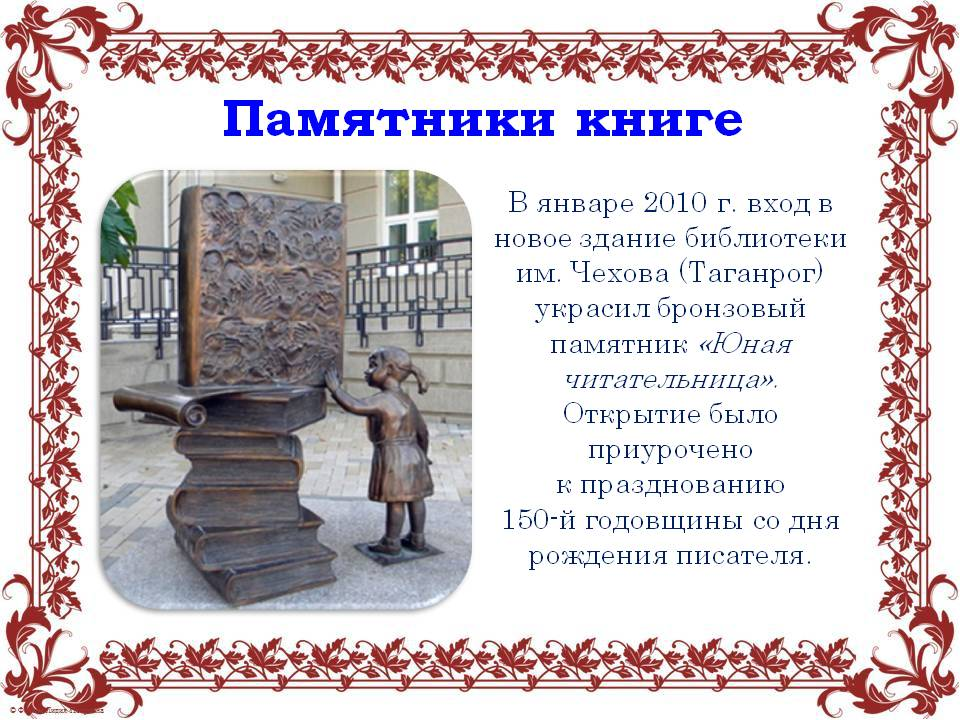 Памятники книге
В январе 2010 г. вход в
новое здание библиотеки
им. Чехова (Таганрог)
украсил бронзовый
памятник «Юная
читательница».
Открытие было
приурочено
к празднованию
150-й годовщины со дня
рождения писателя.